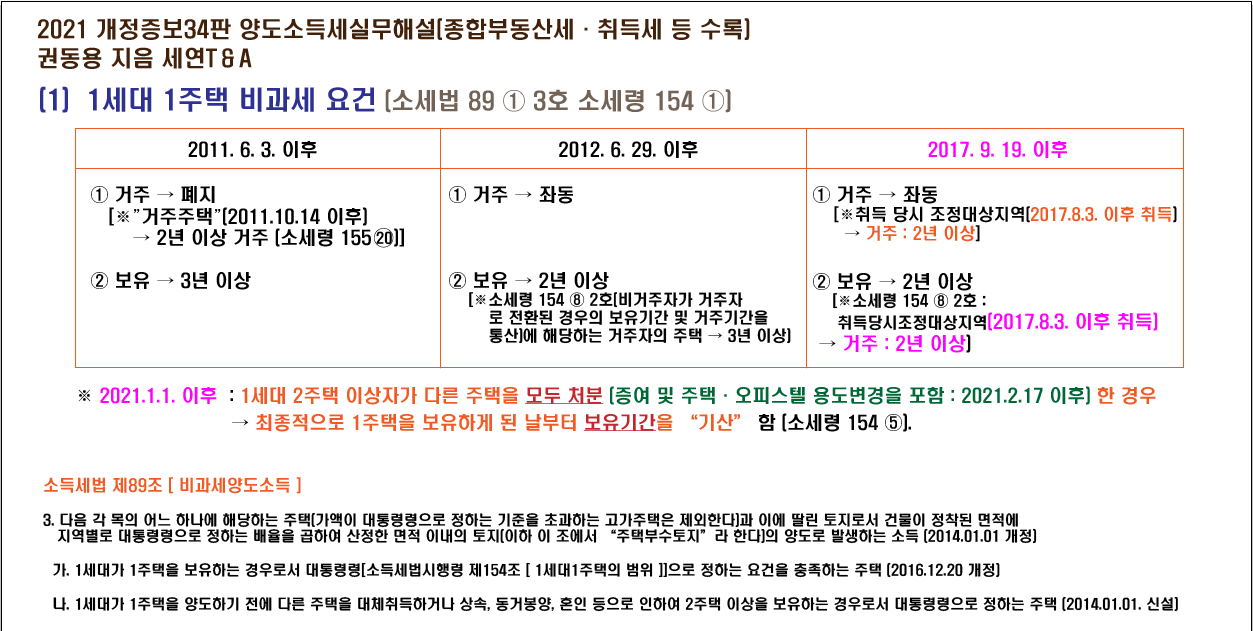 2021 개정증보34판 양도소득세실무해설(종합부동산세 · 취득세 등 수록)
권동용 지음 세연T&A
(1) 1세대 1주택 비과세 요건 (소세법 89 ① 3호 소세령 154 ①)
2011. 6. 3. 이후
2012. 6. 29. 이후
2017. 9. 19. 이후
① 거주 → 폐지
[※"거주주택"(2011.10.14 이후)
→ 2년 이상 거주 (소세령 155⑳)]
② 보유 → 3년 이상
① 거주 → 좌동
② 보유 → 2년 이상
[※소세령 154 ⑧ 2호(비거주자가 거주자
로 전환된 경우의 보유기간 및 거주기간을
통산)에 해당하는 거주자의 주택 → 3년 이상]
① 거주 → 좌동
[※취득 당시 조정대상지역(2017.8.3. 이후 취득)
→ 거주 : 2년 이상]
② 보유 → 2년 이상
[※소세령 154 ⑧ 2호 :
취득당시조정대상지역(2017.8.3. 이후 취득)
→ 거주 : 2년 이상]
※ 2021.1.1. 이후 : 1세대 2주택 이상자가 다른 주택을 모두 처분 (증여 및 주택 · 오피스텔 용도변경을 포함 : 2021.2.17 이후) 한 경우
→ 최종적으로 1주택을 보유하게 된 날부터 보유기간을 “기산” 함 (소세령 154 ⑤).
소득세법 제89조 [ 비과세양도소득 ]
3. 다음 각 목의 어느 하나에 해당하는 주택(가액이 대통령령으로 정하는 기준을 초과하는 고가주택은 제외한다)과 이에 딸린 토지로서 건물이 정착된 면적에
지역별로 대통령령으로 정하는 배율을 곱하여 산정한 면적 이내의 토지(이하 이 조에서 “주택부수토지”라 한다)의 양도로 발생하는 소득 (2014.01.01 개정)
가. 1세대가 1주택을 보유하는 경우로서 대통령령[소득세법시행령 제154조 [ 1세대1주택의 범위 ]]으로 정하는 요건을 충족하는 주택 (2016.12.20 개정)
나. 1세대가 1주택을 양도하기 전에 다른 주택을 대체취득하거나 상속, 동거봉양, 혼인 등으로 인하여 2주택 이상을 보유하는 경우로서 대통령령으로 정하는 주택 (2014.01.01. 신설)